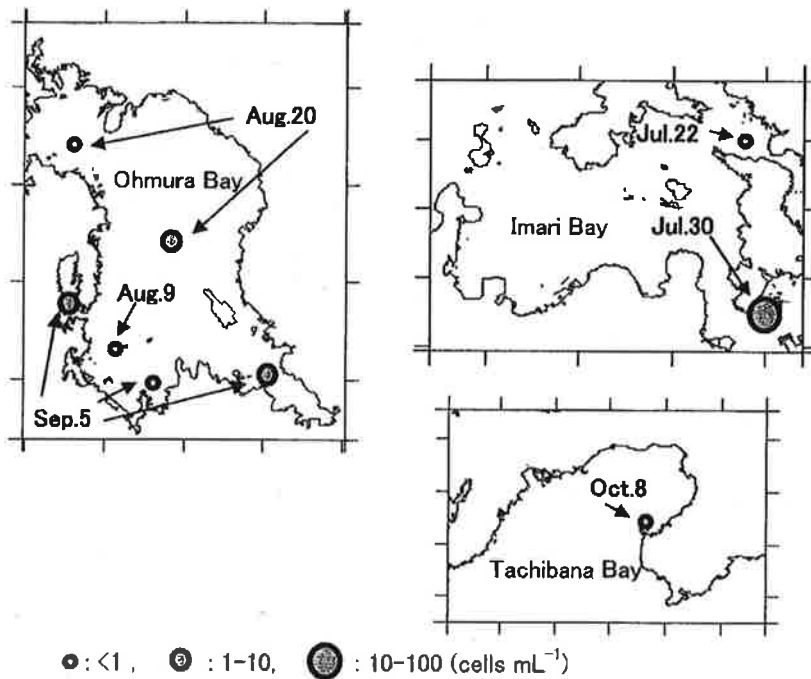 Aug.20
Ohmura Bay
Aug.9
Sep.5
Jul.22
Imari Bay
Jul.30
Oct.8
Tachibana Bay
: <1 , : 1-10, : 10-100 (cells mL⁻¹)